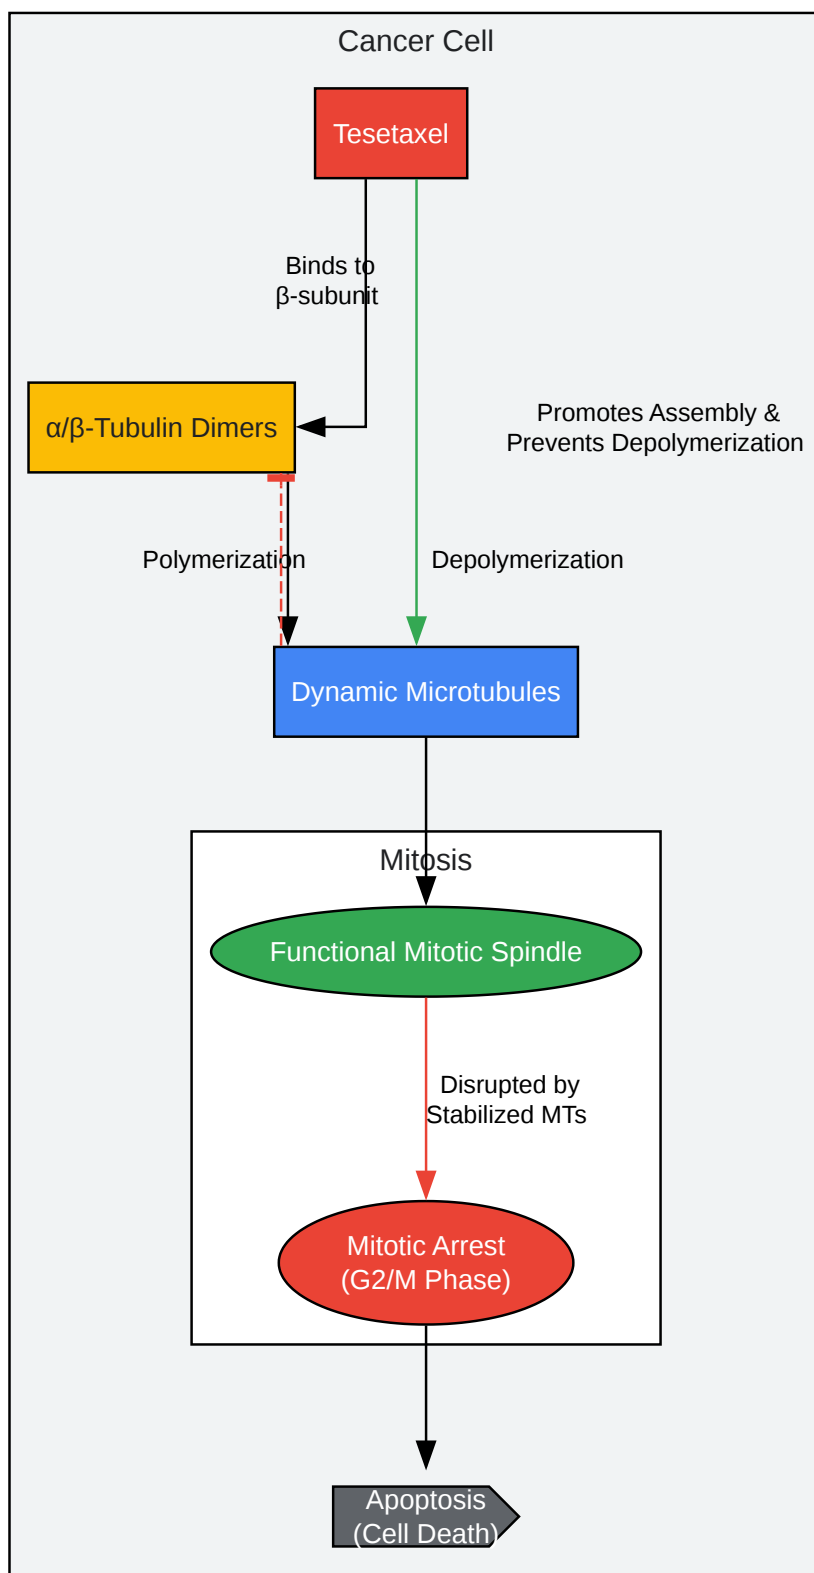 Cancer Cell
Tesetaxel
Binds to
β-subunit
α/β-Tubulin Dimers
Promotes Assembly &
Prevents Depolymerization
Polymerization
Depolymerization
Dynamic Microtubules
Mitosis
Functional Mitotic Spindle
Disrupted by
Stabilized MTs
Mitotic Arrest
(G2/M Phase)
Apoptosis
(Cell Death)